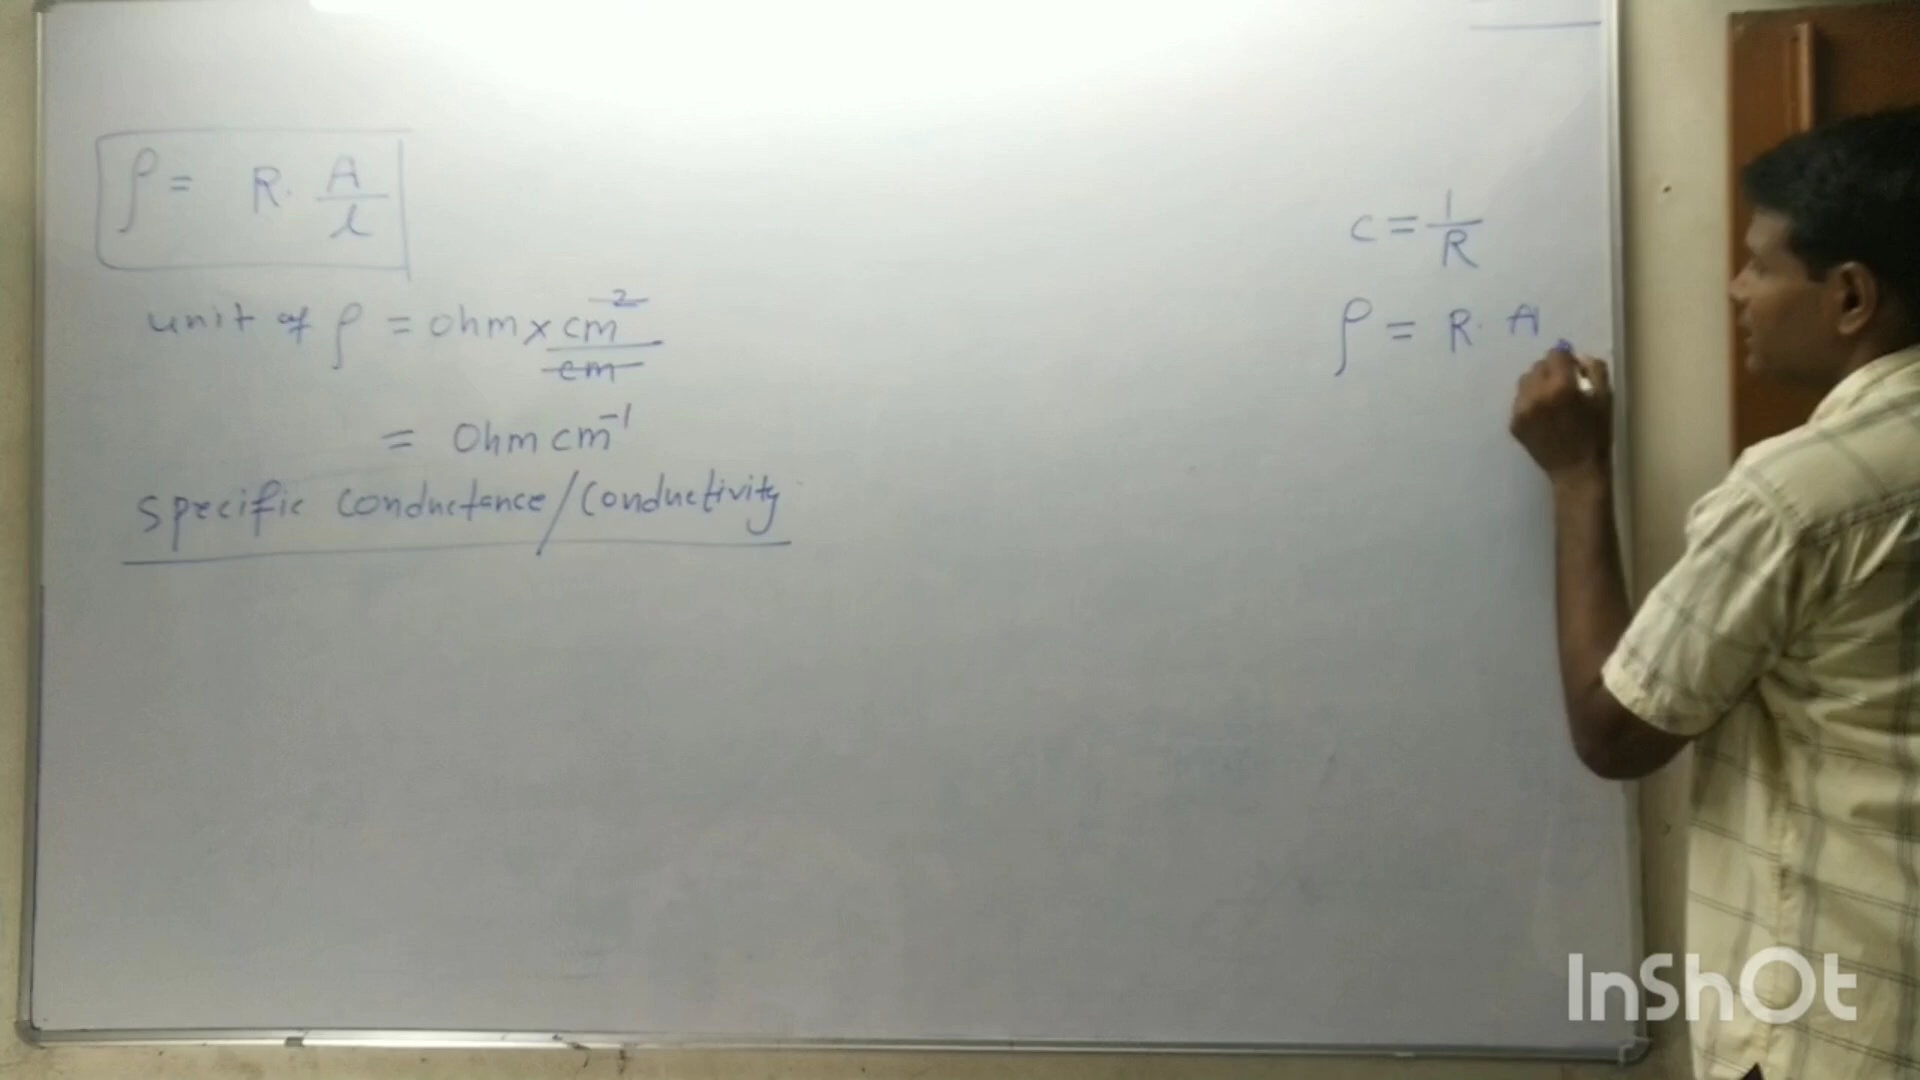 ρ = R. A/l
unit of ρ = ohm x cm²/cm
= Ohm cm⁻¹
specific conductance/conductivity
c = 1/R
ρ = R. A
InShOt